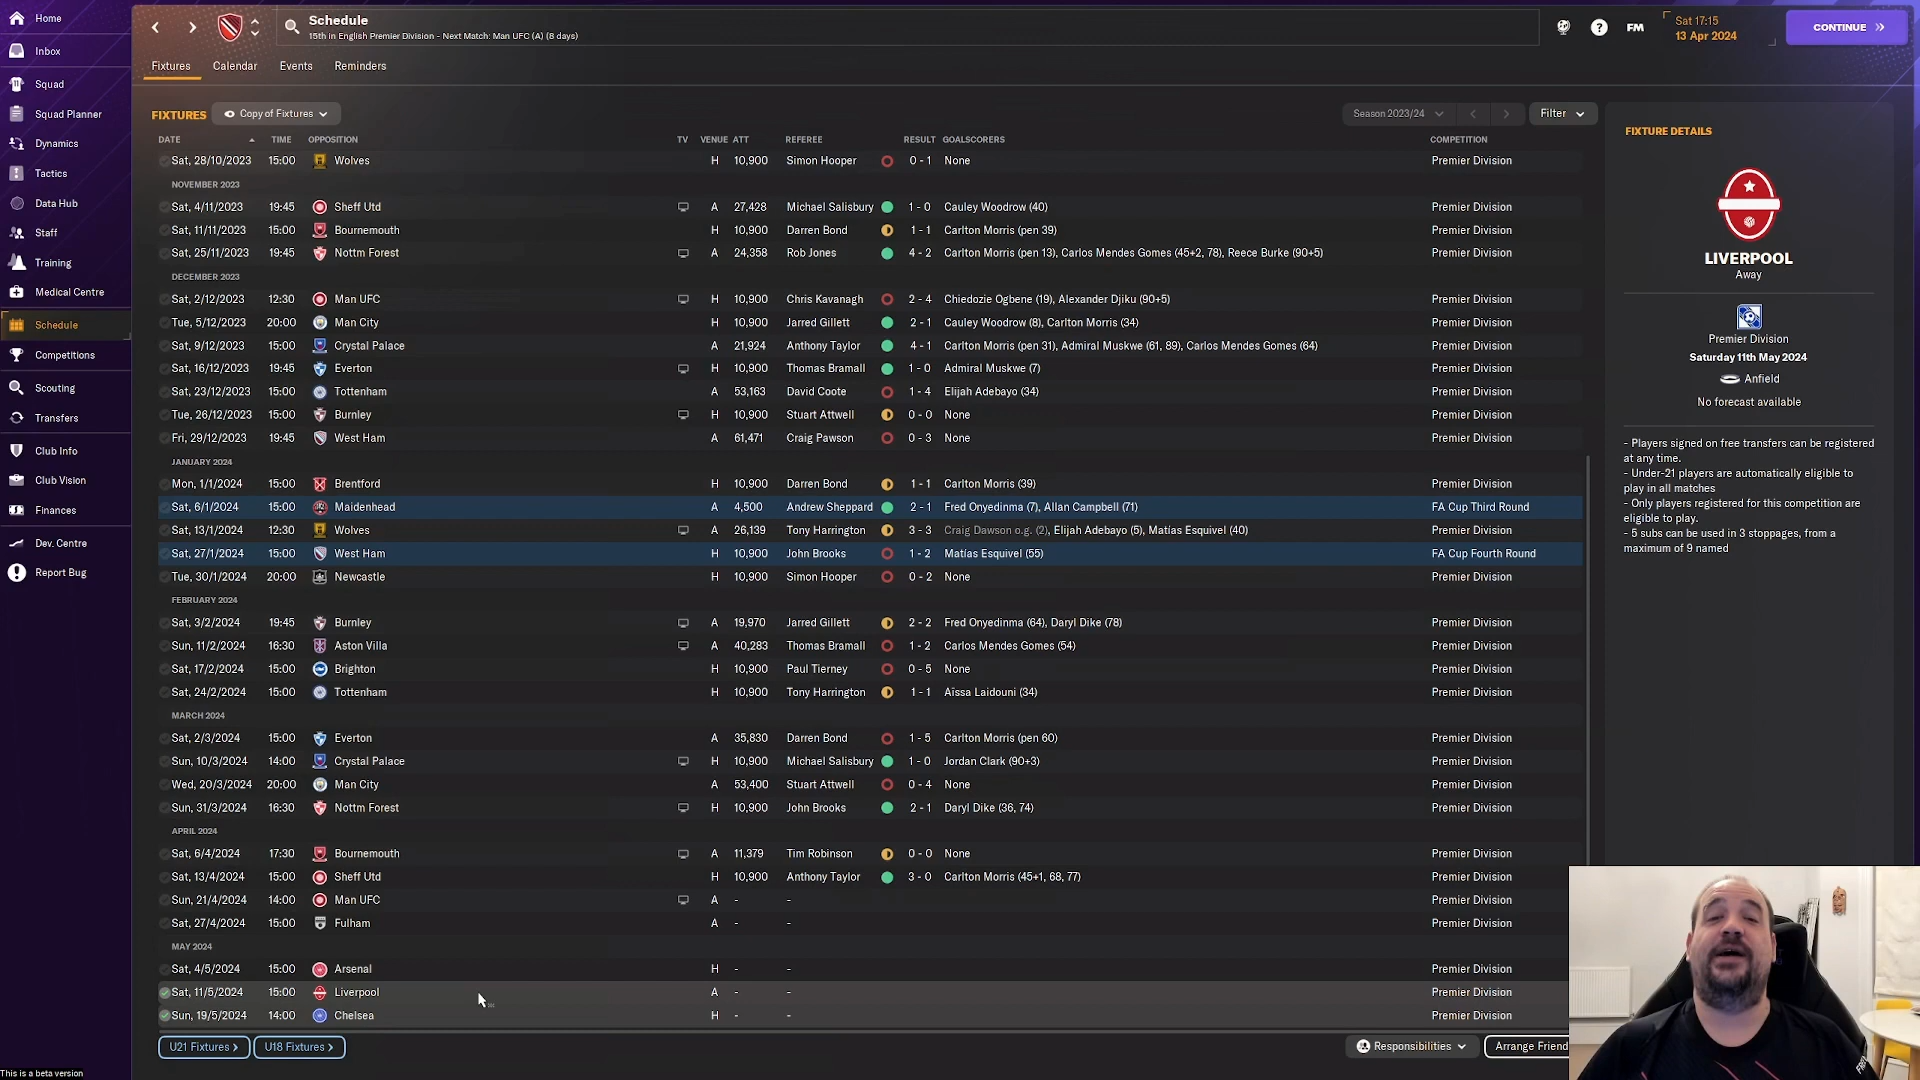 Home
Inbox
Squad
Squad Planner
Dynamics
Tactics
Data Hub
Staff
Training
Medical Centre
Schedule
Competitions
Scouting
Transfers
Club Info
Club Vision
Finances
Dev. Centre
Report Bug
This is a beta version
Schedule
15th in English Premier Division - Next Match: Man UFC (A) (8 days)
FM
Sat 17:15
13 Apr 2024
CONTINUE
Fixtures Calendar Events Reminders
FIXTURES Copy of Fixtures Season 2023/24 Filter
DATE TIME OPPOSITION TV VENUE ATT REFEREE RESULT GOALSCORERS COMPETITION
Sat, 28/10/2023 15:00 Wolves H 10,900 Simon Hooper 0 - 1 None Premier Division
NOVEMBER 2023
Sat, 4/11/2023 19:45 Sheff Utd A 27,428 Michael Salisbury 1 - 0 Cauley Woodrow (40) Premier Division
Sat, 11/11/2023 15:00 Bournemouth H 10,900 Darren Bond 1 - 1 Carlton Morris (pen 39) Premier Division
Sat, 25/11/2023 19:45 Nottm Forest A 24,358 Rob Jones 4 - 2 Carlton Morris (pen 13), Carlos Mendes Gomes (45+2, 78), Reece Burke (90+5) Premier Division
DECEMBER 2023
Sat, 2/12/2023 12:30 Man UFC H 10,900 Chris Kavanagh 2 - 4 Chiedozie Ogbene (19), Alexander Djiku (90+5) Premier Division
Tue, 5/12/2023 20:00 Man City H 10,900 Jarred Gillett 2 - 1 Cauley Woodrow (8), Carlton Morris (34) Premier Division
Sat, 9/12/2023 15:00 Crystal Palace A 21,924 Anthony Taylor 4 - 1 Carlton Morris (pen 31), Admiral Muskwe (61, 89), Carlos Mendes Gomes (64) Premier Division
Sat, 16/12/2023 19:45 Everton H 10,900 Thomas Bramall 1 - 0 Admiral Muskwe (7) Premier Division
Sat, 23/12/2023 15:00 Tottenham A 53,163 David Coote 1 - 4 Elijah Adebayo (34) Premier Division
Tue, 26/12/2023 15:00 Burnley H 10,900 Stuart Attwell 0 - 0 None Premier Division
Fri, 29/12/2023 19:45 West Ham A 61,471 Craig Pawson 0 - 3 None Premier Division
JANUARY 2024
Mon, 1/1/2024 15:00 Brentford H 10,900 Darren Bond 1 - 1 Carlton Morris (39) Premier Division
Sat, 6/1/2024 15:00 Maidenhead A 4,500 Andrew Sheppard 2 - 1 Fred Onyedinma (7), Allan Campbell (71) FA Cup Third Round
Sat, 13/1/2024 12:30 Wolves A 26,139 Tony Harrington 3 - 3 Craig Dawson o.g. (2), Elijah Adebayo (5), Matías Esquivel (40) Premier Division
Sat, 27/1/2024 15:00 West Ham H 10,900 John Brooks 1 - 2 Matías Esquivel (55) FA Cup Fourth Round
Tue, 30/1/2024 20:00 Newcastle H 10,900 Simon Hooper 0 - 2 None Premier Division
FEBRUARY 2024
Sat, 3/2/2024 19:45 Burnley A 19,970 Jarred Gillett 2 - 2 Fred Onyedinma (64), Daryl Dike (78) Premier Division
Sun, 11/2/2024 16:30 Aston Villa A 40,283 Thomas Bramall 1 - 2 Carlos Mendes Gomes (54) Premier Division
Sat, 17/2/2024 15:00 Brighton H 10,900 Paul Tierney 0 - 5 None Premier Division
Sat, 24/2/2024 15:00 Tottenham H 10,900 Tony Harrington 1 - 1 Aïssa Laidouni (34) Premier Division
MARCH 2024
Sat, 2/3/2024 15:00 Everton A 35,830 Darren Bond 1 - 5 Carlton Morris (pen 60) Premier Division
Sun, 10/3/2024 14:00 Crystal Palace H 10,900 Michael Salisbury 1 - 0 Jordan Clark (90+3) Premier Division
Wed, 20/3/2024 20:00 Man City A 53,400 Stuart Attwell 0 - 4 None Premier Division
Sun, 31/3/2024 16:30 Nottm Forest H 10,900 John Brooks 2 - 1 Daryl Dike (36, 74) Premier Division
APRIL 2024
Sat, 6/4/2024 17:30 Bournemouth A 11,379 Tim Robinson 0 - 0 None Premier Division
Sat, 13/4/2024 15:00 Sheff Utd H 10,900 Anthony Taylor 3 - 0 Carlton Morris (45+1, 68, 77) Premier Division
Sun, 21/4/2024 14:00 Man UFC A - - Premier Division
Sat, 27/4/2024 15:00 Fulham A - - Premier Division
MAY 2024
Sat, 4/5/2024 15:00 Arsenal H - - Premier Division
Sat, 11/5/2024 15:00 Liverpool A - - Premier Division
Sun, 19/5/2024 14:00 Chelsea H - - Premier Division
U21 Fixtures U18 Fixtures Responsibilities Arrange Friend
FIXTURE DETAILS
LIVERPOOL
Away
Premier Division
Saturday 11th May 2024
Anfield
No forecast available
- Players signed on free transfers can be registered
at any time.
- Under-21 players are automatically eligible to
play in all matches
- Only players registered for this competition are
eligible to play.
- 5 subs can be used in 3 stoppages, from a
maximum of 9 named